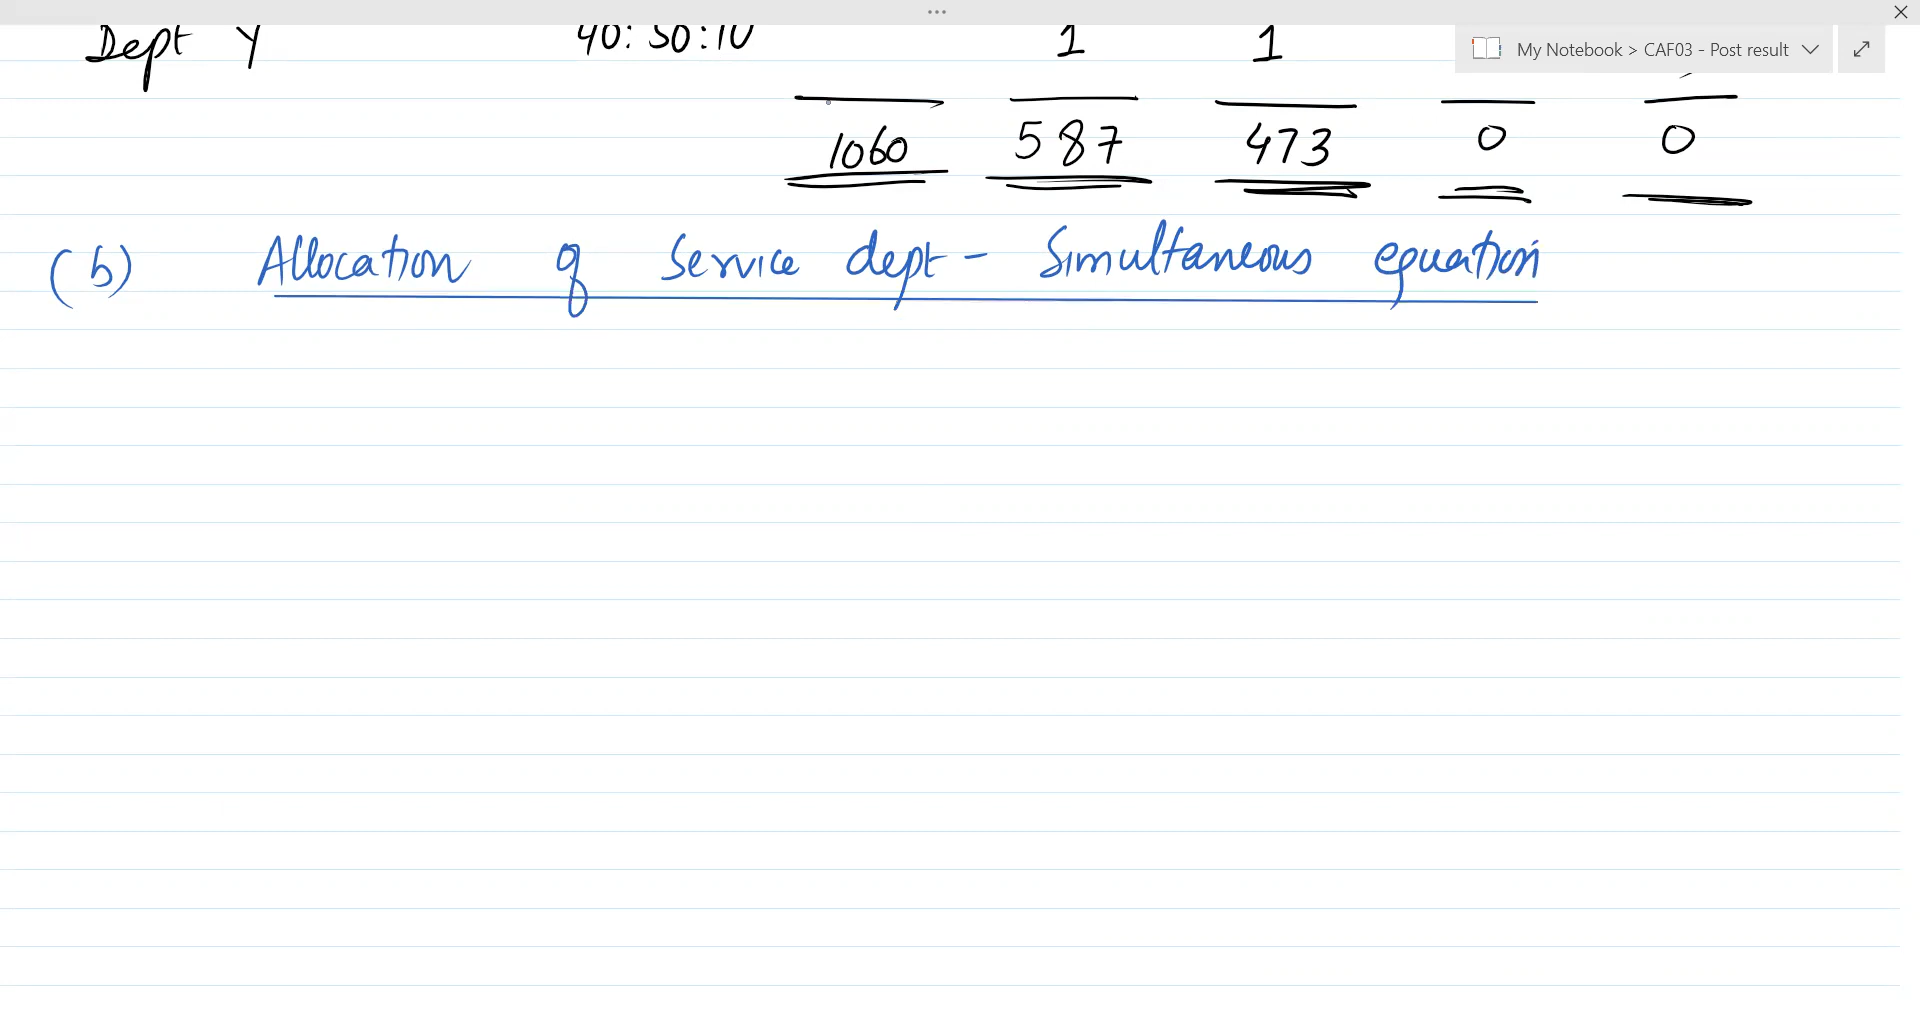 Dept Y 40:50:10 1 1
My Notebook > CAF03 - Post result
1060 587 473 0 0
(b) Allocation of Service dept - Simultaneous equation